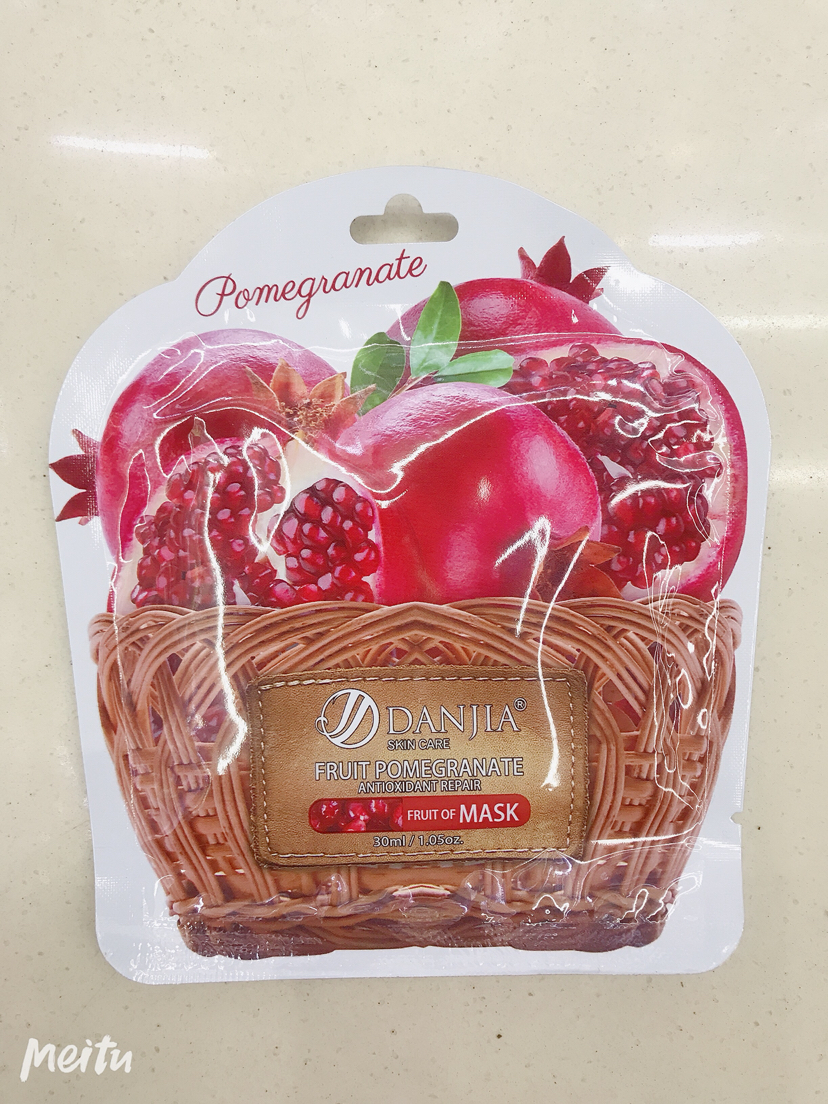 Pomegranate
DANJIA®
SKIN CARE
FRUIT POMEGRANATE
ANTIOXIDANT REPAIR
FRUIT OF MASK
30ml / 1.05oz.
Meitu